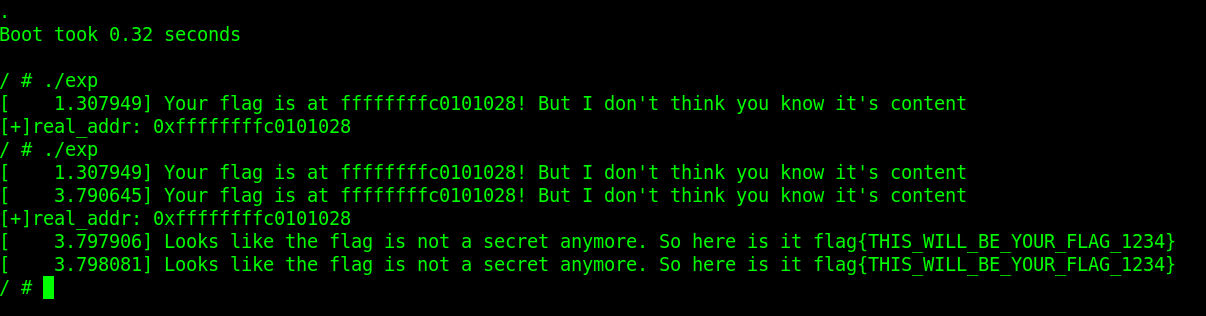 .
Boot took 0.32 seconds
/ # ./exp
[    1.307949] Your flag is at ffffffffc0101028! But I don't think you know it's content
[+]real_addr: 0xffffffffc0101028
/ # ./exp
[    1.307949] Your flag is at ffffffffc0101028! But I don't think you know it's content
[    3.790645] Your flag is at ffffffffc0101028! But I don't think you know it's content
[+]real_addr: 0xffffffffc0101028
[    3.797906] Looks like the flag is not a secret anymore. So here is it flag{THIS_WILL_BE_YOUR_FLAG_1234}
[    3.798081] Looks like the flag is not a secret anymore. So here is it flag{THIS_WILL_BE_YOUR_FLAG_1234}
/ #